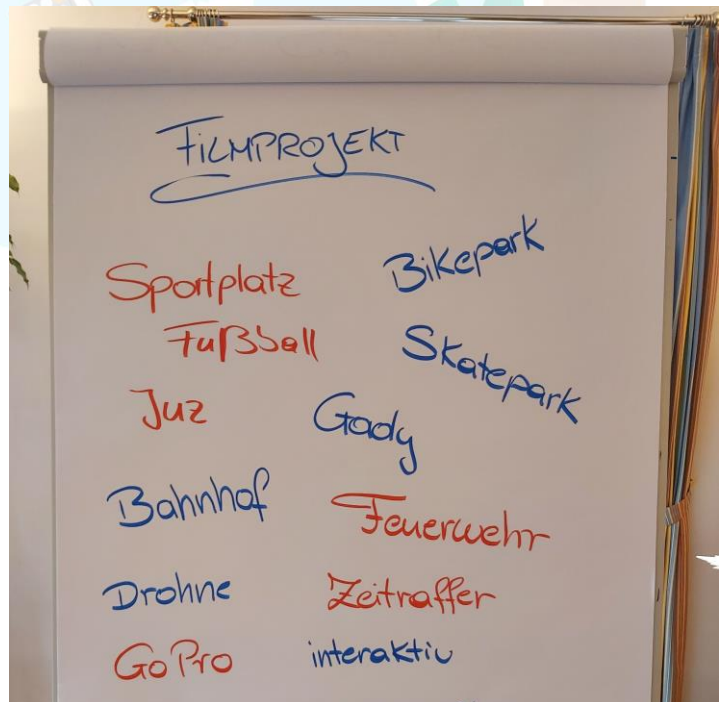 FILMPROJEKT
Sportplatz
Bikepark
Fußball
Skatepark
Juz
Gady
Bahnhof
Feuerwehr
Drohne
Zeitraffer
GoPro
interaktiv